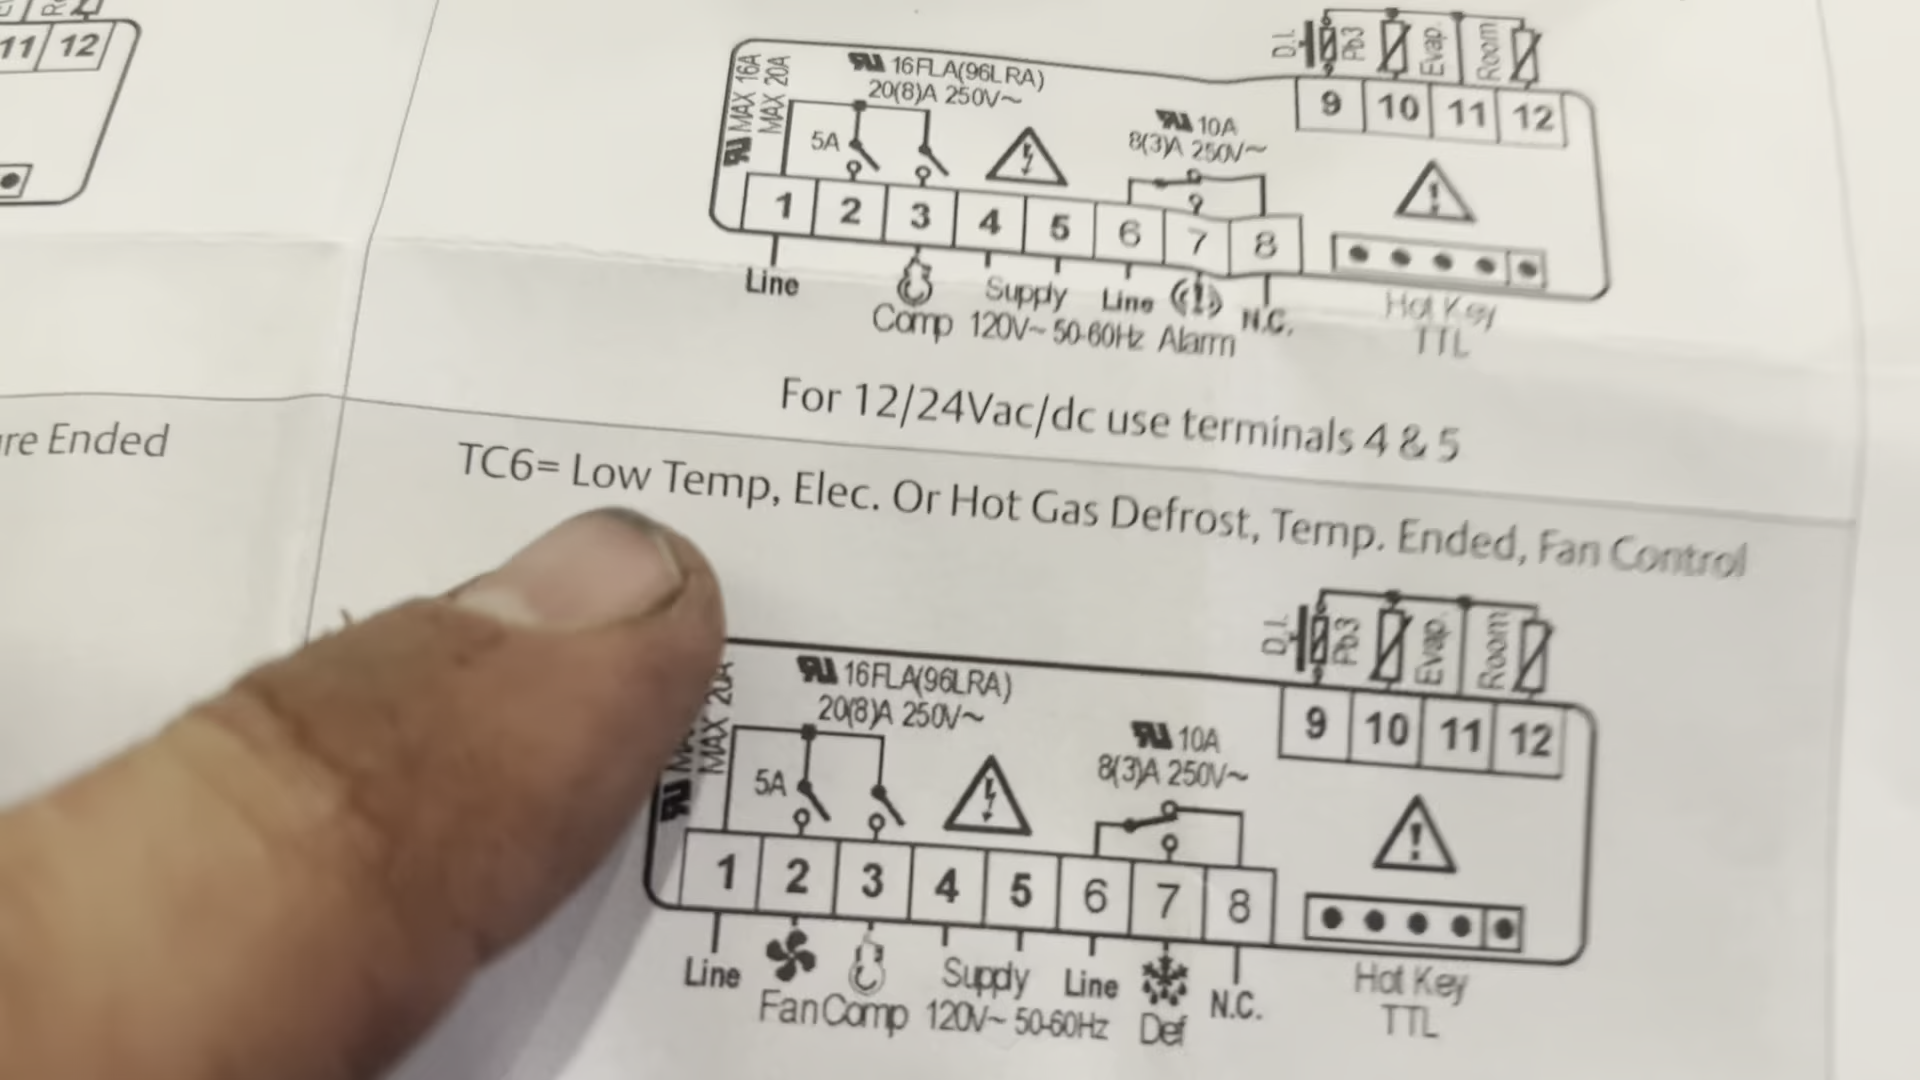 11 12
MAX 16A
MAX 20A
16FLA(96LRA)
20(8)A 250V~
5A
10A
8(3)A 250V~
D.I.
Pb3
Evap.
Room
9 10 11 12
1 2 3 4 5 6 7 8
Line
Comp
Supply
120V~ 50-60Hz
Line
Alarm
N.C.
Hot Key
TTL
For 12/24Vac/dc use terminals 4 & 5
re Ended
TC6= Low Temp, Elec. Or Hot Gas Defrost, Temp. Ended, Fan Control
MAX 20A
16FLA(96LRA)
20(8)A 250V~
5A
10A
8(3)A 250V~
D.I.
Pb3
Evap.
Room
9 10 11 12
1 2 3 4 5 6 7 8
Line
Fan
Comp
Supply
120V~ 50-60Hz
Line
Def
N.C.
Hot Key
TTL